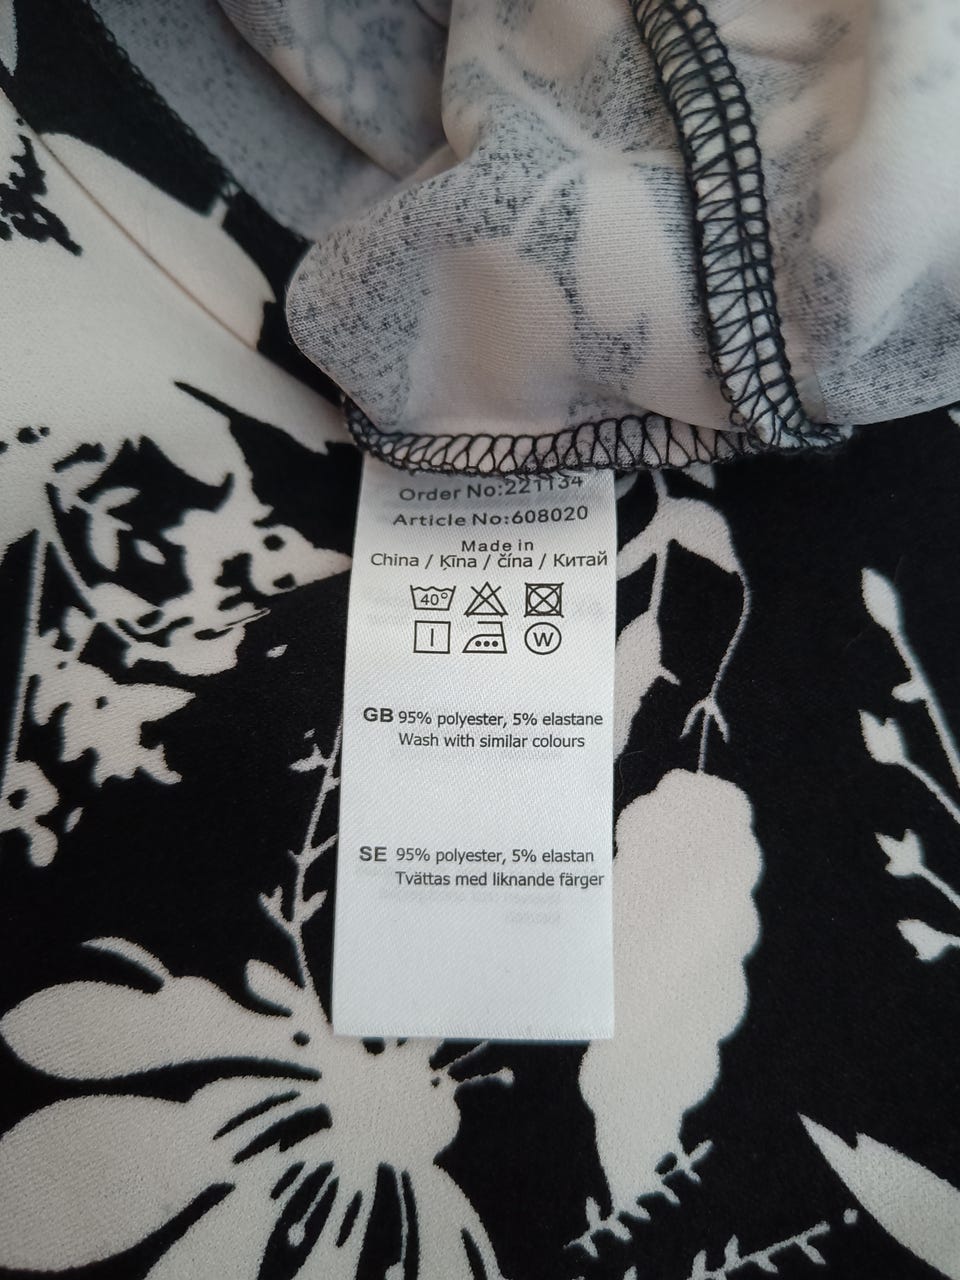 Order No:221134
Article No:608020
Made in
China / Ķīna / čína / Китай
40°
W
GB 95% polyester, 5% elastane
Wash with similar colours
SE 95% polyester, 5% elastan
Tvättas med liknande färger